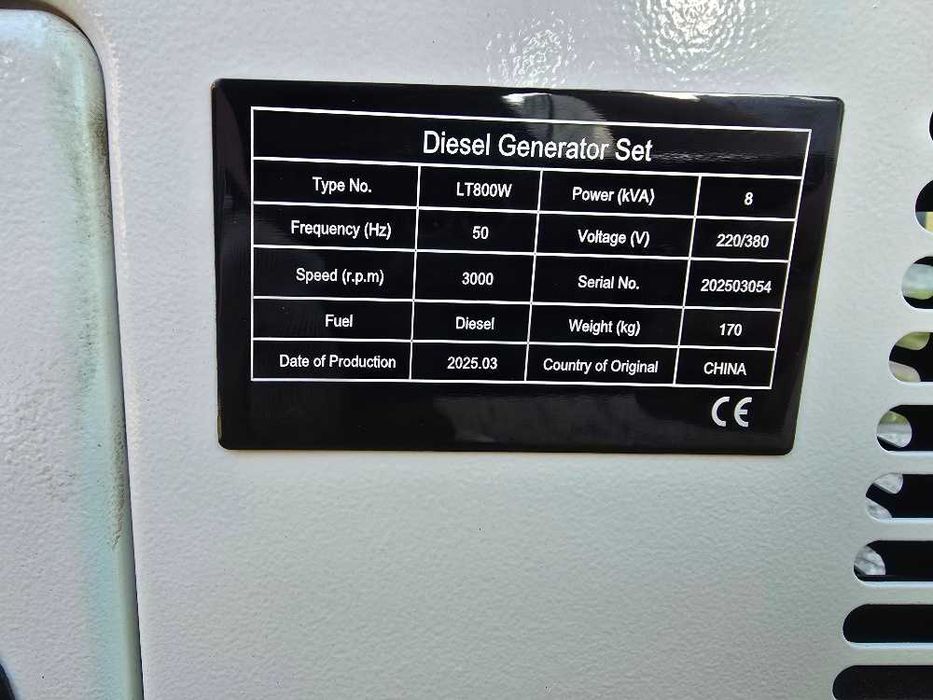 Diesel Generator Set
Type No. LT800W Power (kVA) 8
Frequency (Hz) 50 Voltage (V) 220/380
Speed (r.p.m) 3000 Serial No. 202503054
Fuel Diesel Weight (kg) 170
Date of Production 2025.03 Country of Original CHINA
CE